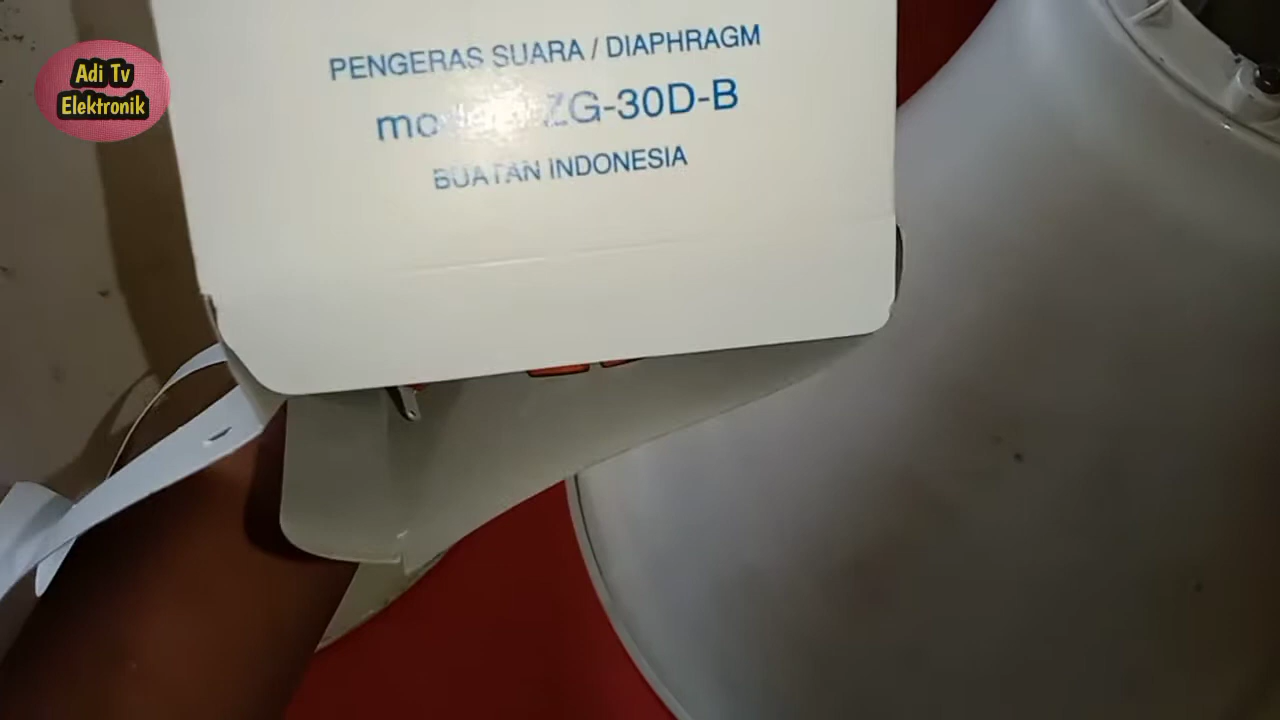 Adi Tv
Elektronik
PENGERAS SUARA / DIAPHRAGM
ZG-30D-B
BUATAN INDONESIA